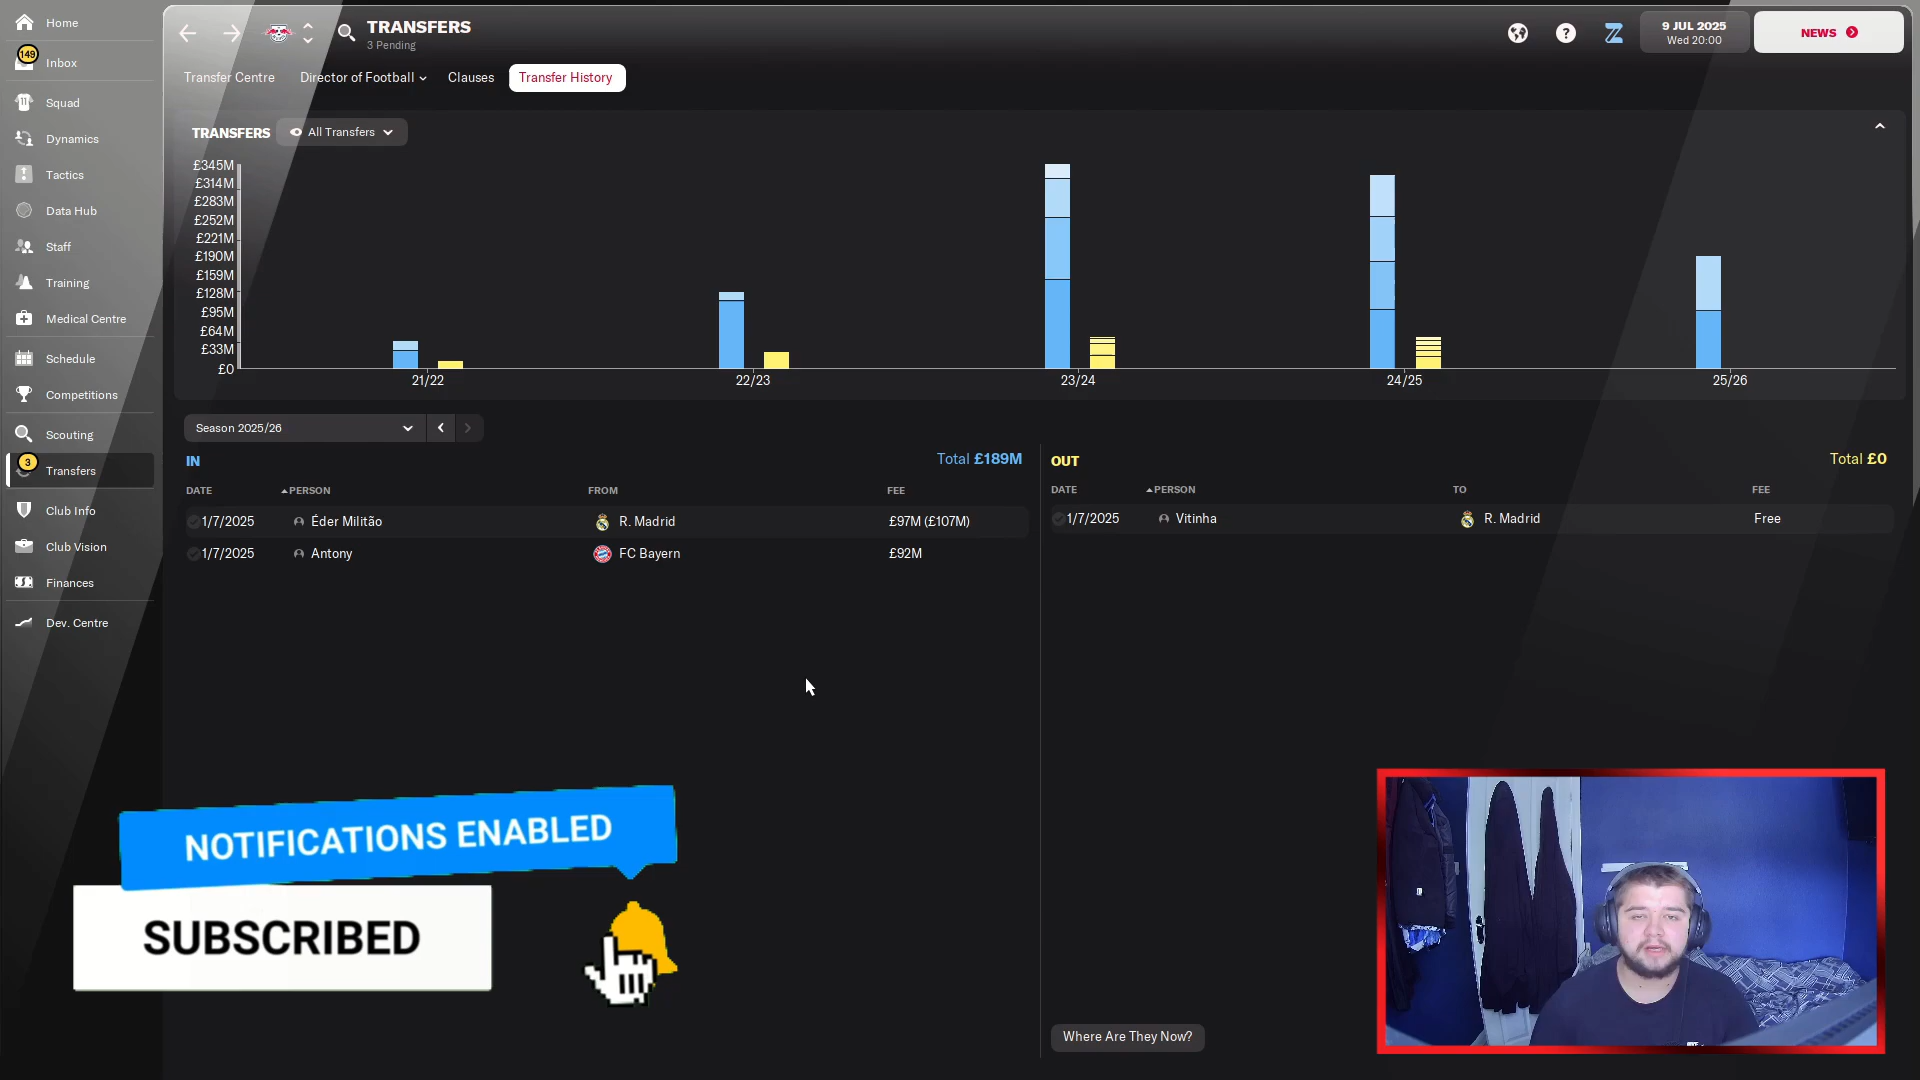 Home
149
Inbox
Squad
Dynamics
Tactics
Data Hub
Staff
Training
Medical Centre
Schedule
Competitions
Scouting
3
Transfers
Club Info
Club Vision
Finances
Dev. Centre
TRANSFERS
3 Pending
9 JUL 2025
Wed 20:00
NEWS
Transfer Centre
Director of Football
Clauses
Transfer History
TRANSFERS
All Transfers
£345M
£314M
£283M
£252M
£221M
£190M
£159M
£128M
£95M
£64M
£33M
£0
21/22
22/23
23/24
24/25
25/26
Season 2025/26
IN
Total £189M
DATE PERSON FROM FEE
1/7/2025 Éder Militão R. Madrid £97M (£107M)
1/7/2025 Antony FC Bayern £92M
OUT
Total £0
DATE PERSON TO FEE
1/7/2025 Vitinha R. Madrid Free
NOTIFICATIONS ENABLED
SUBSCRIBED
Where Are They Now?